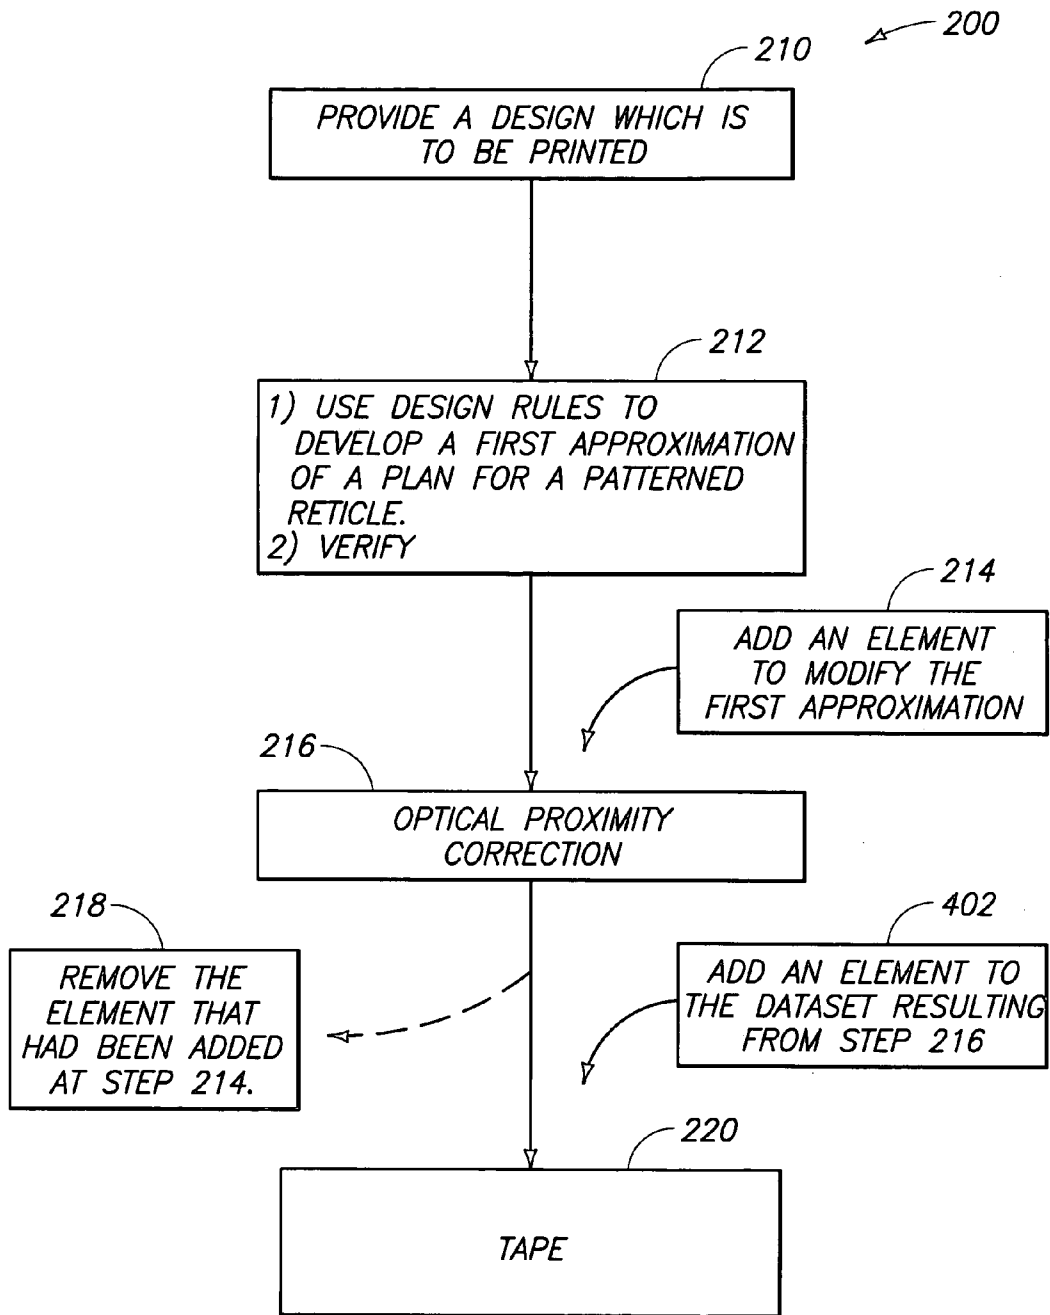 200
210
PROVIDE A DESIGN WHICH IS
TO BE PRINTED
212
1) USE DESIGN RULES TO
DEVELOP A FIRST APPROXIMATION
OF A PLAN FOR A PATTERNED
RETICLE.
2) VERIFY
214
ADD AN ELEMENT
TO MODIFY THE
FIRST APPROXIMATION
216
OPTICAL PROXIMITY
CORRECTION
218
REMOVE THE
ELEMENT THAT
HAD BEEN ADDED
AT STEP 214.
402
ADD AN ELEMENT TO
THE DATASET RESULTING
FROM STEP 216
220
TAPE